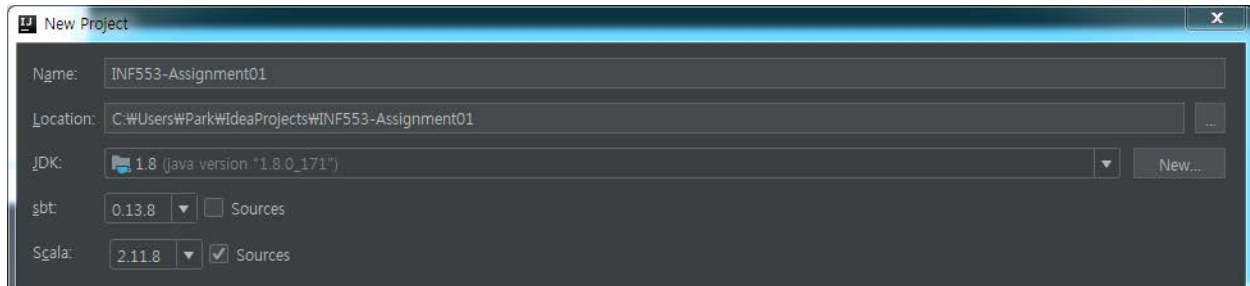 New Project
Name: INF553-Assignment01
Location: C:₩Users₩Park₩IdeaProjects₩INF553-Assignment01 ...
JDK: 1.8 (java version "1.8.0_171") New...
sbt: 0.13.8 Sources
Scala: 2.11.8 Sources